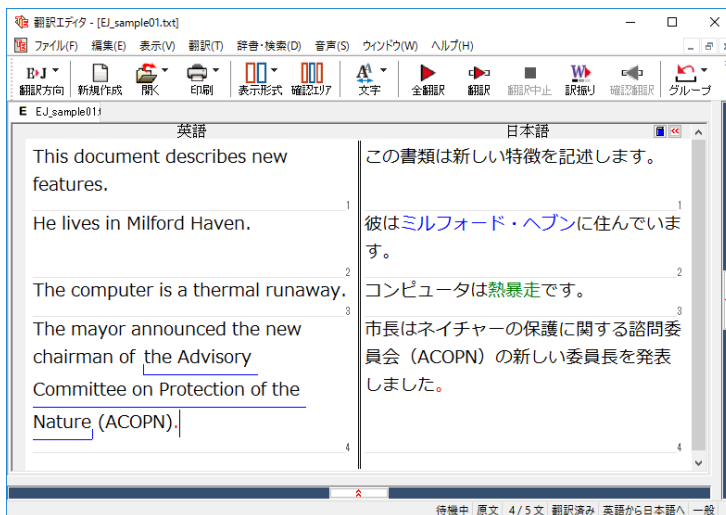 翻訳エディタ - [EJ_sample01.txt]
ファイル(F) 編集(E) 表示(V) 翻訳(T) 辞書・検索(D) 音声(S) ウィンドウ(W) ヘルプ(H)
E▸J
翻訳方向 新規作成 開く 印刷 表示形式 確認エリア 文字 全翻訳 翻訳 翻訳中止 訳振り 確認翻訳 グループ
E EJ_sample01.
英語 日本語
This document describes new
features.
1
この書類は新しい特徴を記述します。
1
He lives in Milford Haven.
2
彼はミルフォード・ヘブンに住んでいま
す。
2
The computer is a thermal runaway.
3
コンピュータは熱暴走です。
3
The mayor announced the new
chairman of the Advisory
Committee on Protection of the
Nature (ACOPN).
4
市長はネイチャーの保護に関する諮問委
員会（ACOPN）の新しい委員長を発表
しました。
4
待機中 原文 4/5文 翻訳済み 英語から日本語へ 一般